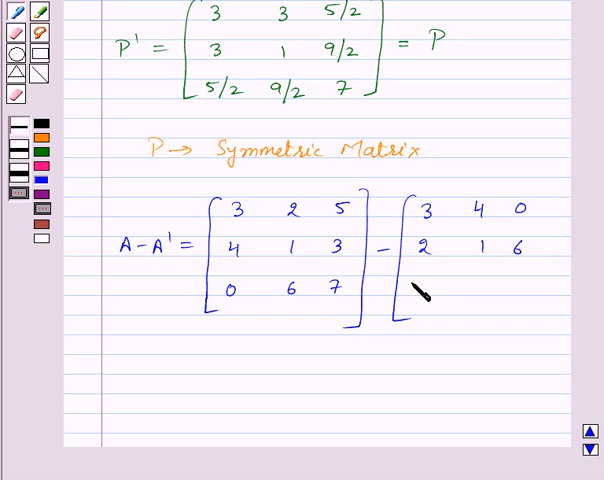 3 3 5/2
P' = 3 1 9/2 = P
5/2 9/2 7
P → Symmetric Matrix
3 2 5 3 4 0
A - A' = 4 1 3 - 2 1 6
0 6 7